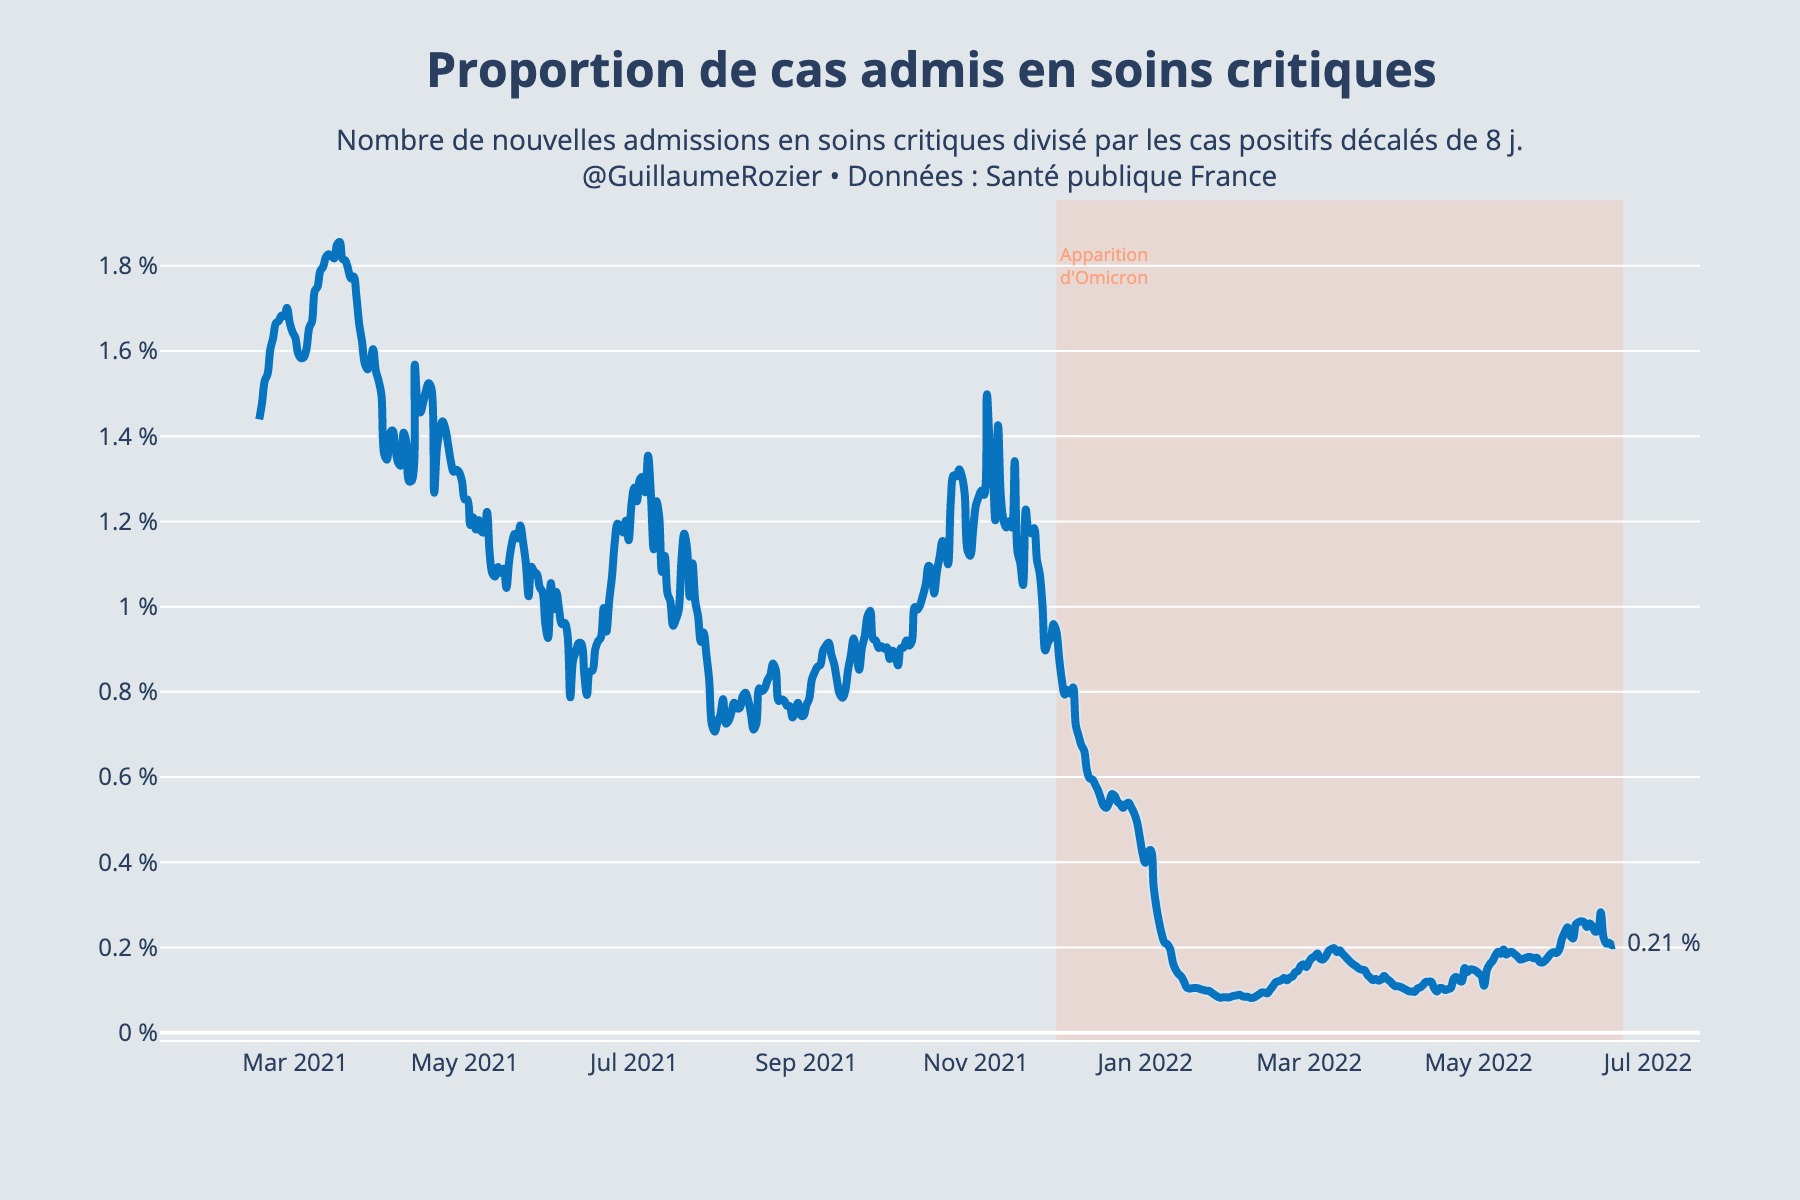 Proportion de cas admis en soins critiques
Nombre de nouvelles admissions en soins critiques divisé par les cas positifs décalés de 8 j.
@GuillaumeRozier • Données : Santé publique France
Apparition
d'Omicron
1.8 %
1.6 %
1.4 %
1.2 %
1 %
0.8 %
0.6 %
0.4 %
0.2 %
0 %
0.21 %
Mar 2021 May 2021 Jul 2021 Sep 2021 Nov 2021 Jan 2022 Mar 2022 May 2022 Jul 2022